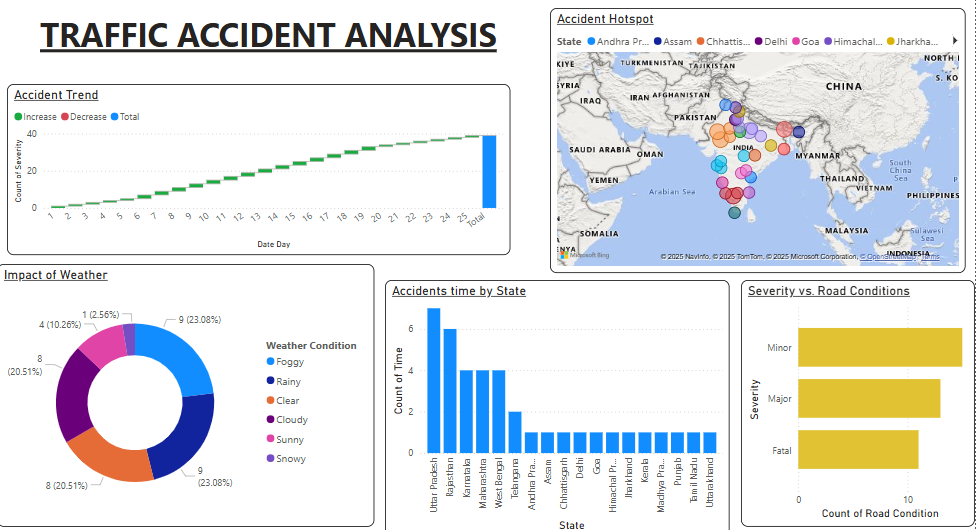 TRAFFIC ACCIDENT ANALYSIS
Accident Trend
Increase Decrease Total
Count of Severity
40
20
0
1 2 3 4 5 6 7 8 9 10 11 12 13 14 15 16 17 18 19 20 21 22 23 24 25 Total
Date Day
Accident Hotspot
State Andhra Pr... Assam Chhattis... Delhi Goa Himachal... Jharkha...
TURKMENISTAN
TAJIKISTAN
NORTH
S. KO
SYRIA
IRAQ
IRAN
AFGHANISTAN
CHINA
PAKISTAN
SAUDI ARABIA
OMAN
INDIA
MYANMAR
YEMEN
Arabian Sea
THAILAND
VIETNAM
South
China
Sea
PHILIPPINES
SOMALIA
MALAYSIA
Sulawesi
Sea
INDONESIA
Microsoft Bing
© 2025 NavInfo, © 2025 TomTom, © 2025 Microsoft Corporation, © OpenStreetMap Terms
Impact of Weather
1 (2.56%)
4 (10.26%)
9 (23.08%)
8
(20.51%)
8 (20.51%)
9
(23.08%)
Weather Condition
Foggy
Rainy
Clear
Cloudy
Sunny
Snowy
Accidents time by State
Count of Time
6
4
2
0
Uttar Pradesh
Rajasthan
Karnataka
Maharashtra
West Bengal
Telangana
Andhra Pra...
Assam
Chhattisgarh
Delhi
Goa
Himachal Pr...
Jharkhand
Kerala
Madhya Pra...
Punjab
Tamil Nadu
Uttarakhand
State
Severity vs. Road Conditions
Severity
Minor
Major
Fatal
0 10
Count of Road Condition